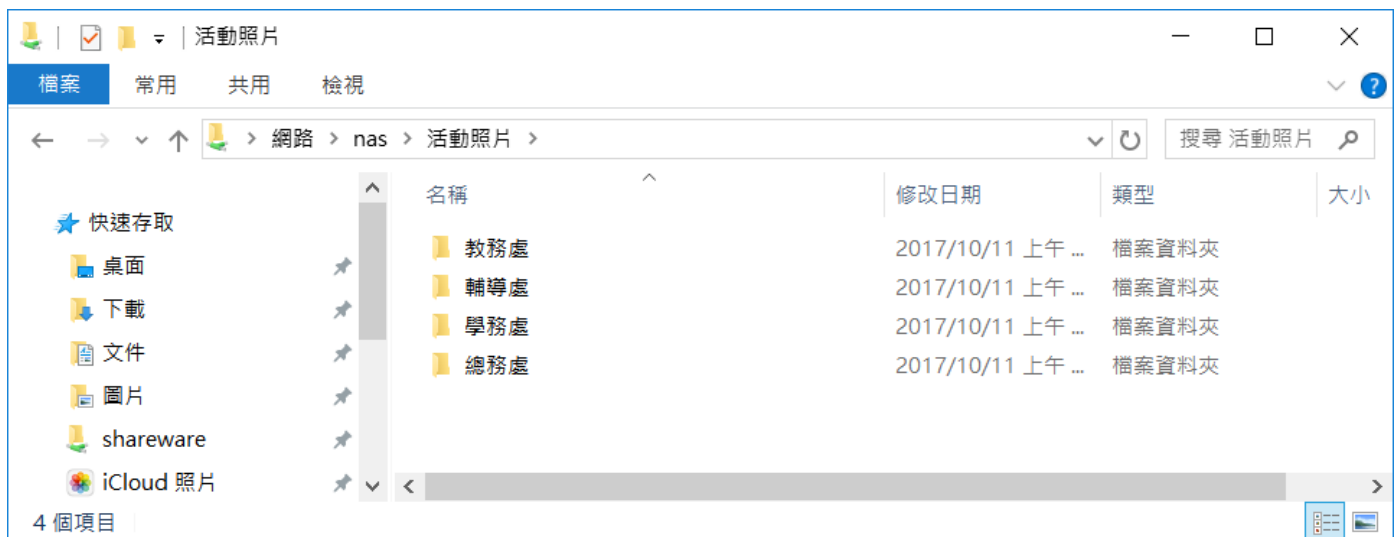 活動照片
檔案 常用 共用 檢視
網路 > nas > 活動照片 > 搜尋 活動照片
名稱 修改日期 類型 大小
快速存取
桌面
下載
文件
圖片
shareware
iCloud 照片
教務處 2017/10/11 上午 ... 檔案資料夾
輔導處 2017/10/11 上午 ... 檔案資料夾
學務處 2017/10/11 上午 ... 檔案資料夾
總務處 2017/10/11 上午 ... 檔案資料夾
4 個項目